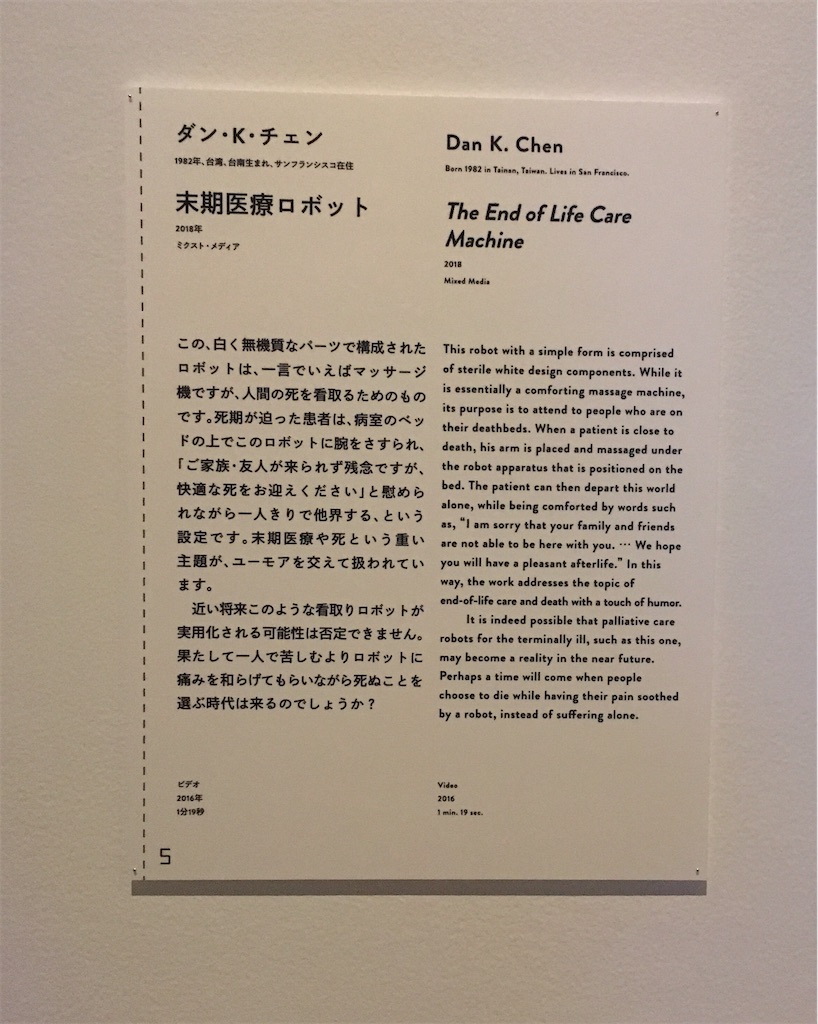 ダン・K・チェン
1982年、台湾、台南生まれ、サンフランシスコ在住
末期医療ロボット
2018年
ミクスト・メディア
この、白く無機質なパーツで構成された
ロボットは、一言でいえばマッサージ
機ですが、人間の死を看取るためのもの
です。死期が迫った患者は、病室のベッ
ドの上でこのロボットに腕をさすられ、
「ご家族・友人が来られず残念ですが、
快適な死をお迎えください」と慰めら
れながら一人きりで他界する、という
設定です。末期医療や死という重い
主題が、ユーモアを交えて扱われてい
ます。
近い将来このような看取りロボットが
実用化される可能性は否定できません。
果たして一人で苦しむよりロボットに
痛みを和らげてもらいながら死ぬことを
選ぶ時代は来るのでしょうか？
ビデオ
2016年
1分19秒
5
Dan K. Chen
Born 1982 in Tainan, Taiwan. Lives in San Francisco.
The End of Life Care
Machine
2018
Mixed Media
This robot with a simple form is comprised
of sterile white design components. While it
is essentially a comforting massage machine,
its purpose is to attend to people who are on
their deathbeds. When a patient is close to
death, his arm is placed and massaged under
the robot apparatus that is positioned on the
bed. The patient can then depart this world
alone, while being comforted by words such
as, “I am sorry that your family and friends
are not able to be here with you. … We hope
you will have a pleasant afterlife.” In this
way, the work addresses the topic of
end-of-life care and death with a touch of humor.
It is indeed possible that palliative care
robots for the terminally ill, such as this one,
may become a reality in the near future.
Perhaps a time will come when people
choose to die while having their pain soothed
by a robot, instead of suffering alone.
Video
2016
1 min. 19 sec.